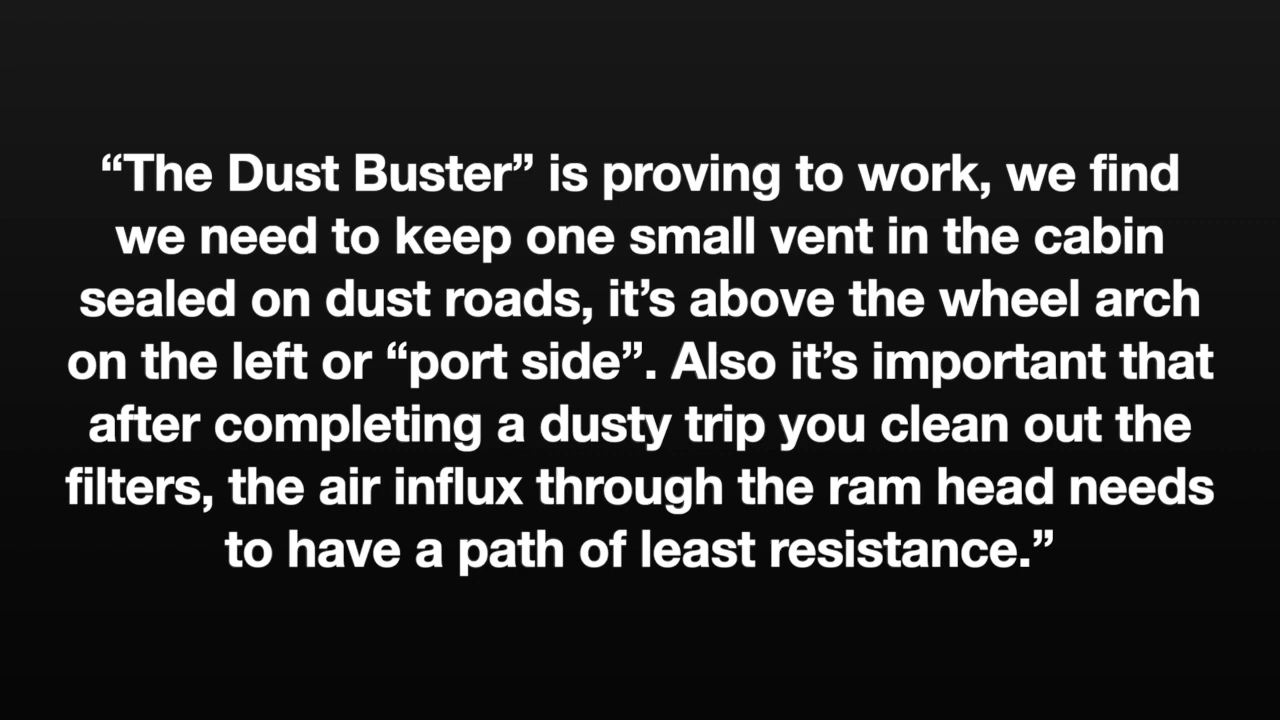 “The Dust Buster” is proving to work, we find
we need to keep one small vent in the cabin
sealed on dust roads, it’s above the wheel arch
on the left or “port side”. Also it’s important that
after completing a dusty trip you clean out the
filters, the air influx through the ram head needs
to have a path of least resistance.”